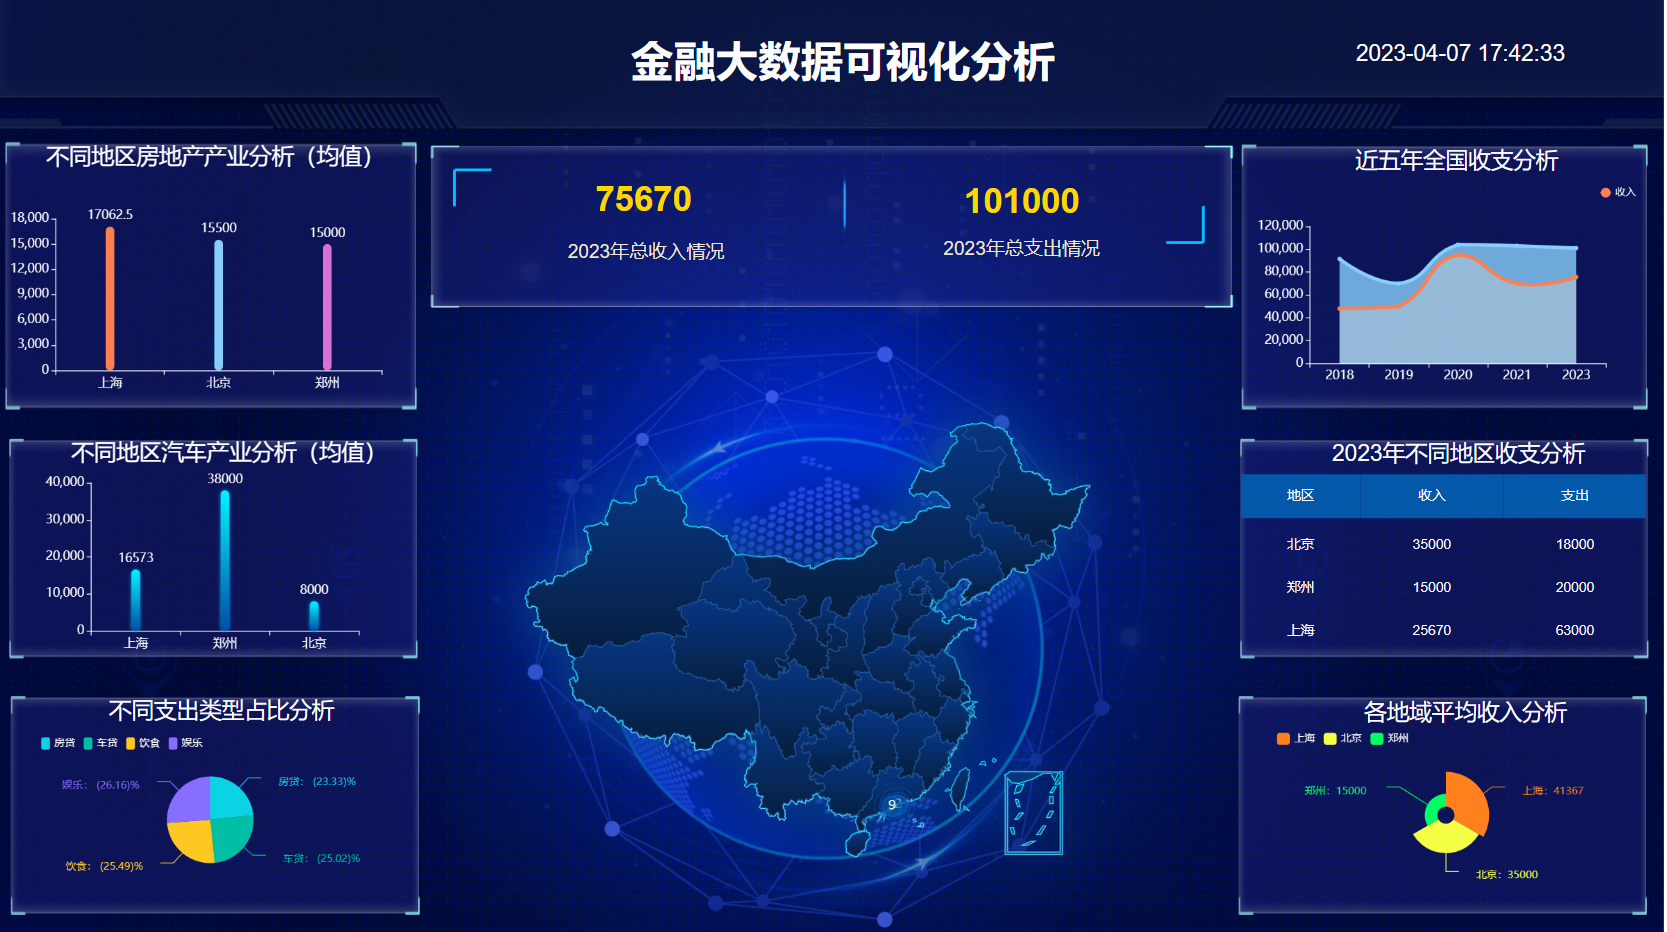 金融大数据可视化分析
2023-04-07 17:42:33
不同地区房地产产业分析（均值）
18,000
15,000
12,000
9,000
6,000
3,000
0
17062.5
15500
15000
上海 北京 郑州
75670
2023年总收入情况
101000
2023年总支出情况
近五年全国收支分析
收入
120,000
100,000
80,000
60,000
40,000
20,000
0
2018 2019 2020 2021 2023
不同地区汽车产业分析（均值）
40,000
30,000
20,000
10,000
0
16573
38000
8000
上海 郑州 北京
2023年不同地区收支分析
地区 收入 支出
北京 35000 18000
郑州 15000 20000
上海 25670 63000
不同支出类型占比分析
房贷 车贷 饮食 娱乐
娱乐： (26.16)%
房贷： (23.33)%
饮食： (25.49)%
车贷： (25.02)%
92
各地域平均收入分析
上海 北京 郑州
郑州：15000
上海：41367
北京：35000